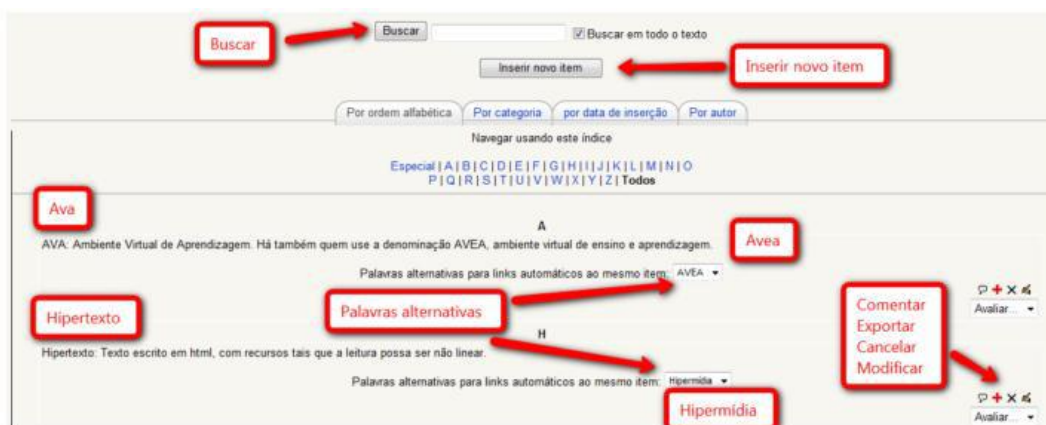 Buscar
Buscar
Buscar em todo o texto
Inserir novo item
Inserir novo item
Por ordem alfabética Por categoria por data de inserção Por autor
Navegar usando este índice
Especial | A | B | C | D | E | F | G | H | I | J | K | L | M | N | O
P | Q | R | S | T | U | V | W | X | Y | Z | Todos
Ava
A
AVA: Ambiente Virtual de Aprendizagem. Há também quem use a denominação AVEA, ambiente virtual de ensino e aprendizagem.
Avea
Palavras alternativas para links automáticos ao mesmo item: AVEA
Palavras alternativas
Avaliar...
Hipertexto
H
Hipertexto: Texto escrito em html, com recursos tais que a leitura possa ser não linear.
Palavras alternativas para links automáticos ao mesmo item: Hipermídia
Hipermídia
Comentar
Exportar
Cancelar
Modificar
Avaliar...